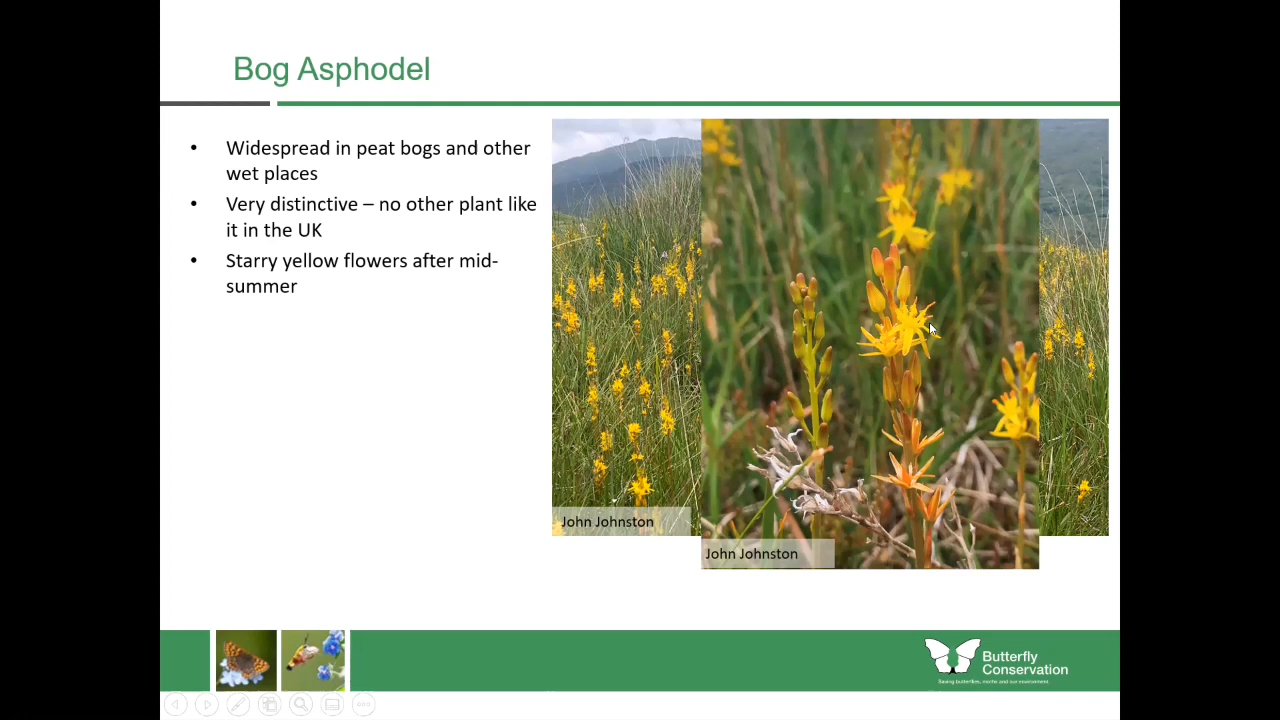 Bog Asphodel
• Widespread in peat bogs and other
wet places
• Very distinctive – no other plant like
it in the UK
• Starry yellow flowers after mid-
summer
John Johnston
John Johnston
Butterfly
Conservation
Saving butterflies, moths and our environment.